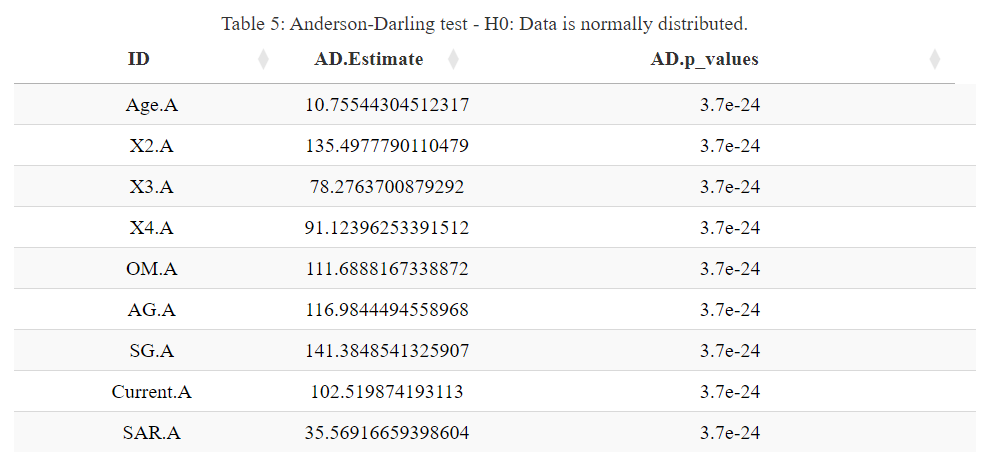 Table 5: Anderson-Darling test - H0: Data is normally distributed.
ID AD.Estimate AD.p_values
Age.A 10.75544304512317 3.7e-24
X2.A 135.4977790110479 3.7e-24
X3.A 78.2763700879292 3.7e-24
X4.A 91.12396253391512 3.7e-24
OM.A 111.6888167338872 3.7e-24
AG.A 116.9844494558968 3.7e-24
SG.A 141.3848541325907 3.7e-24
Current.A 102.519874193113 3.7e-24
SAR.A 35.56916659398604 3.7e-24